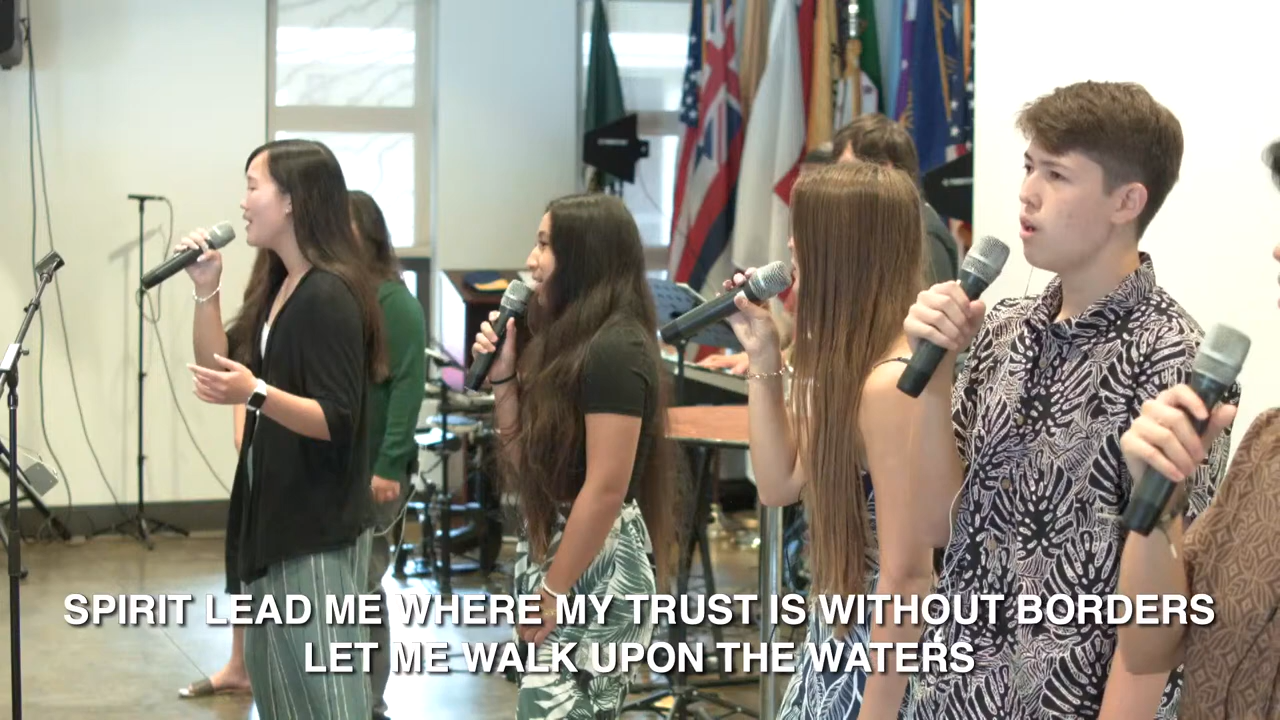 SPIRIT LEAD ME WHERE MY TRUST IS WITHOUT BORDERS
LET ME WALK UPON THE WATERS